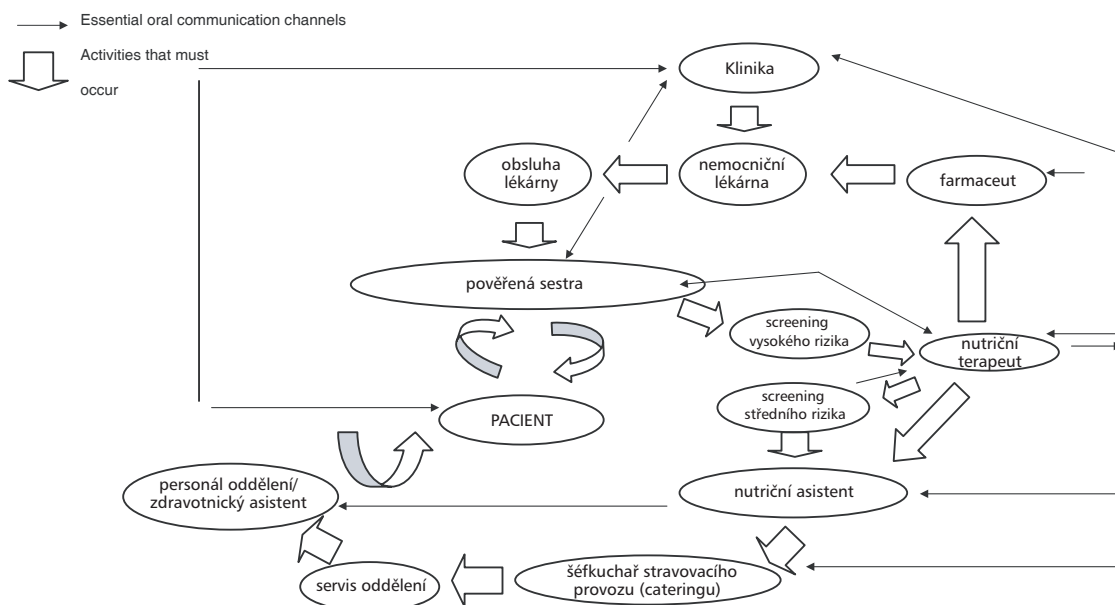 Essential oral communication channels
Activities that must
occur
Klinika
obsluha
lékárny
nemocniční
lékárna
farmaceut
pověřená sestra
screening
vysokého rizika
nutriční
terapeut
screening
středního rizika
PACIENT
personál oddělení/
zdravotnický asistent
nutriční asistent
servis oddělení
šéfkuchař stravovacího
provozu (cateringu)